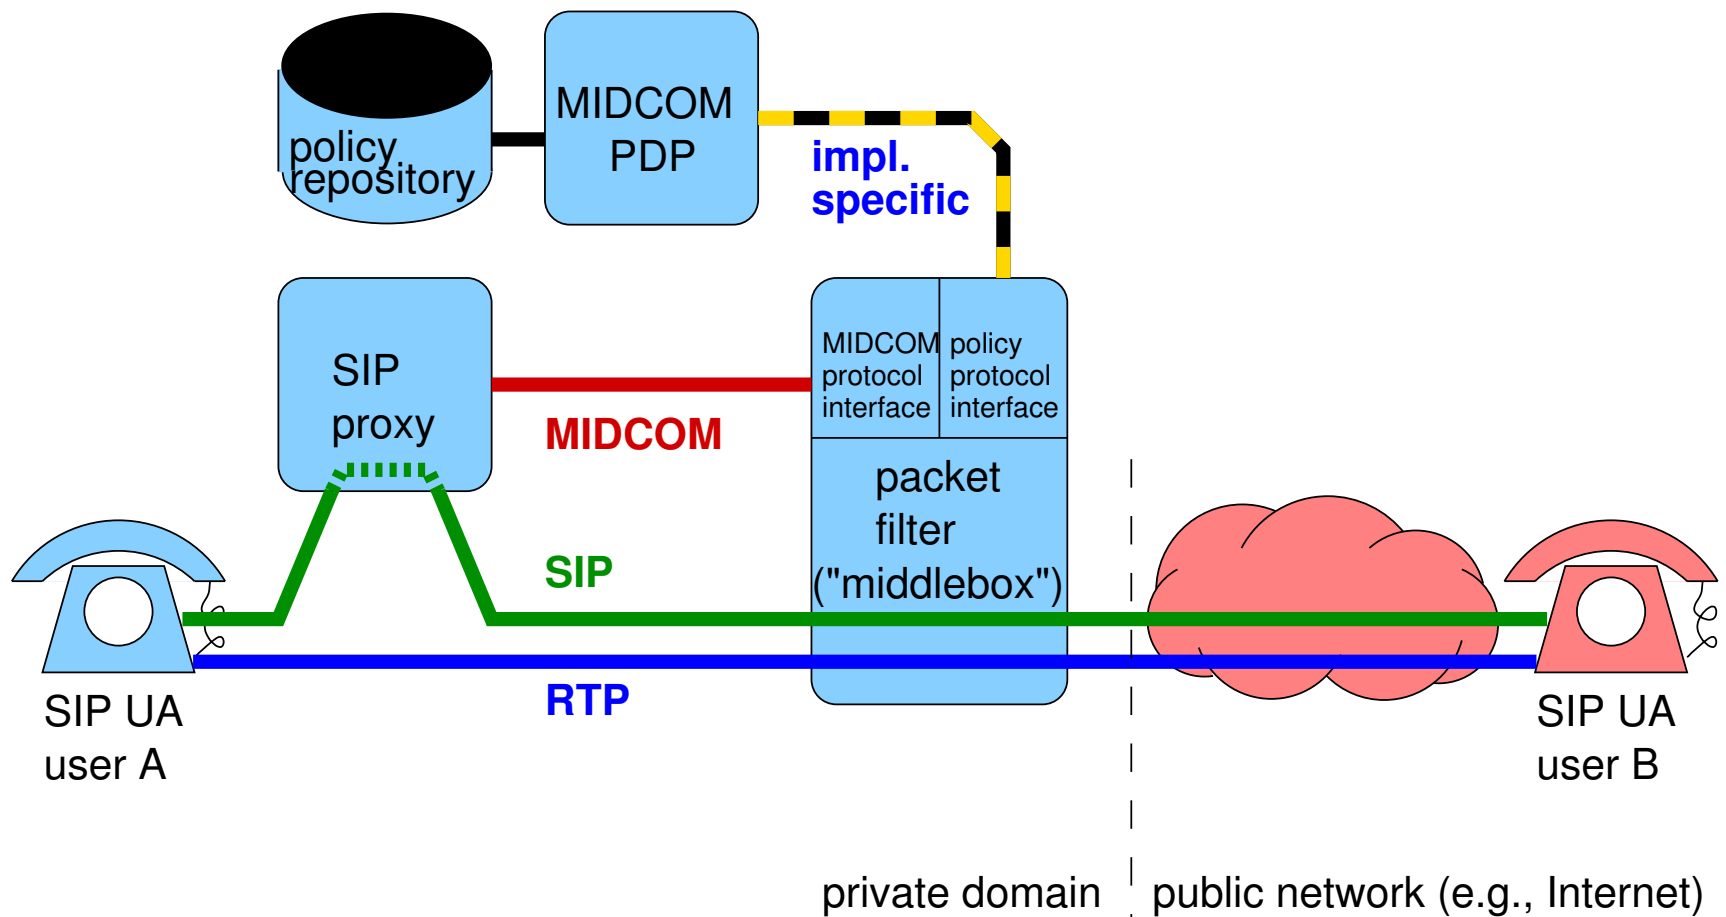 policy
repository
MIDCOM
PDP
impl.
specific
SIP
proxy
MIDCOM
MIDCOM
protocol
interface
policy
protocol
interface
packet
filter
("middlebox")
SIP
RTP
SIP UA
user A
SIP UA
user B
private domain
public network (e.g., Internet)